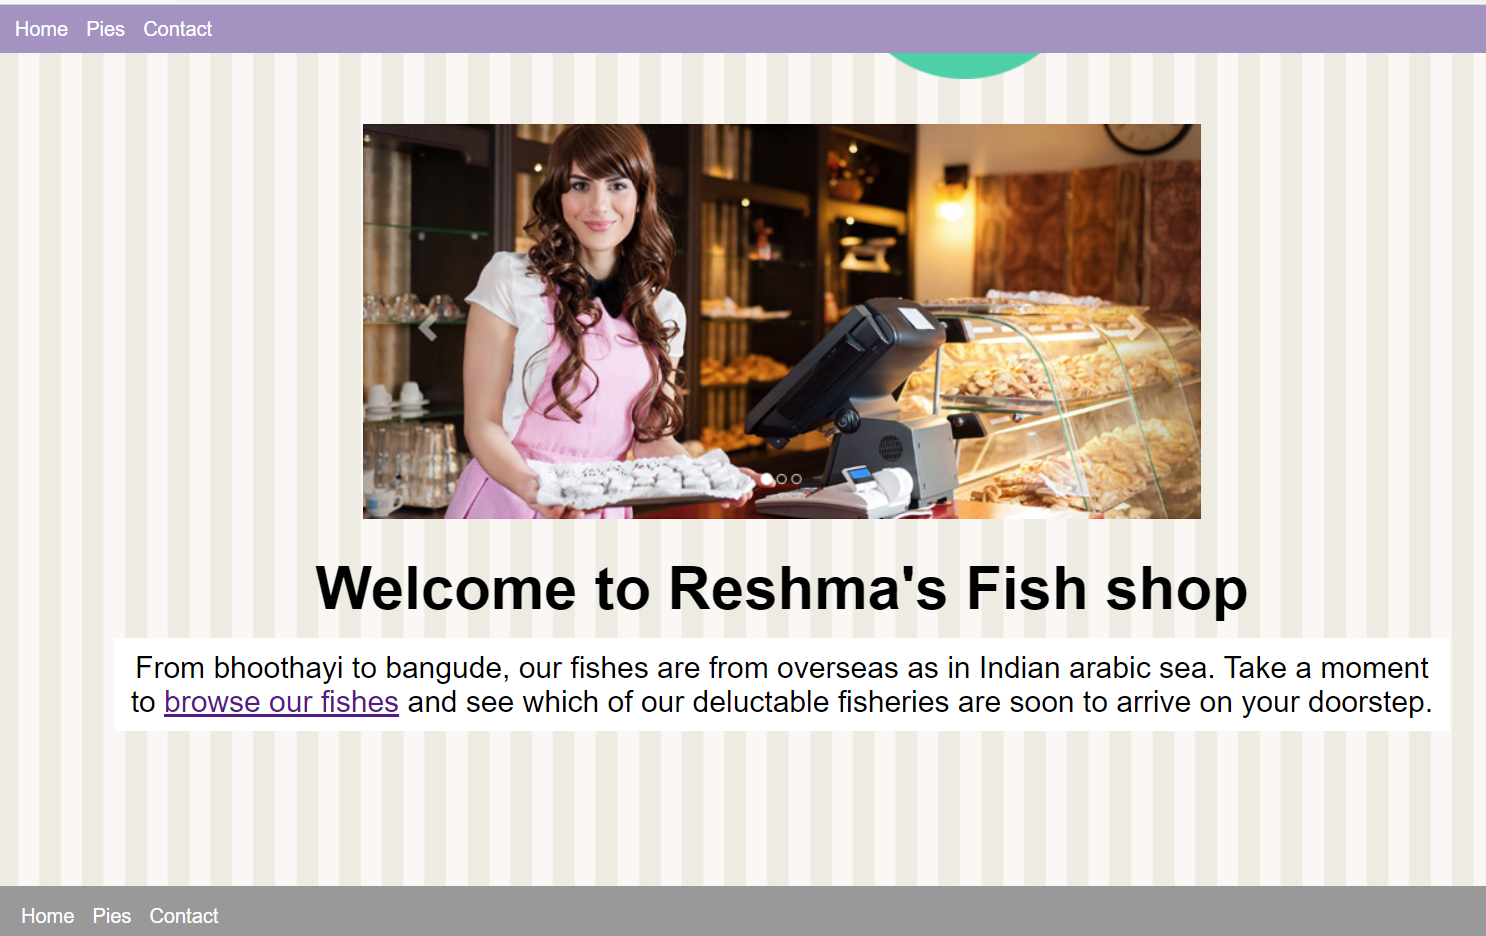 Home Pies Contact
Welcome to Reshma's Fish shop
From bhoothayi to bangude, our fishes are from overseas as in Indian arabic sea. Take a moment
to browse our fishes and see which of our deluctable fisheries are soon to arrive on your doorstep.
Home Pies Contact